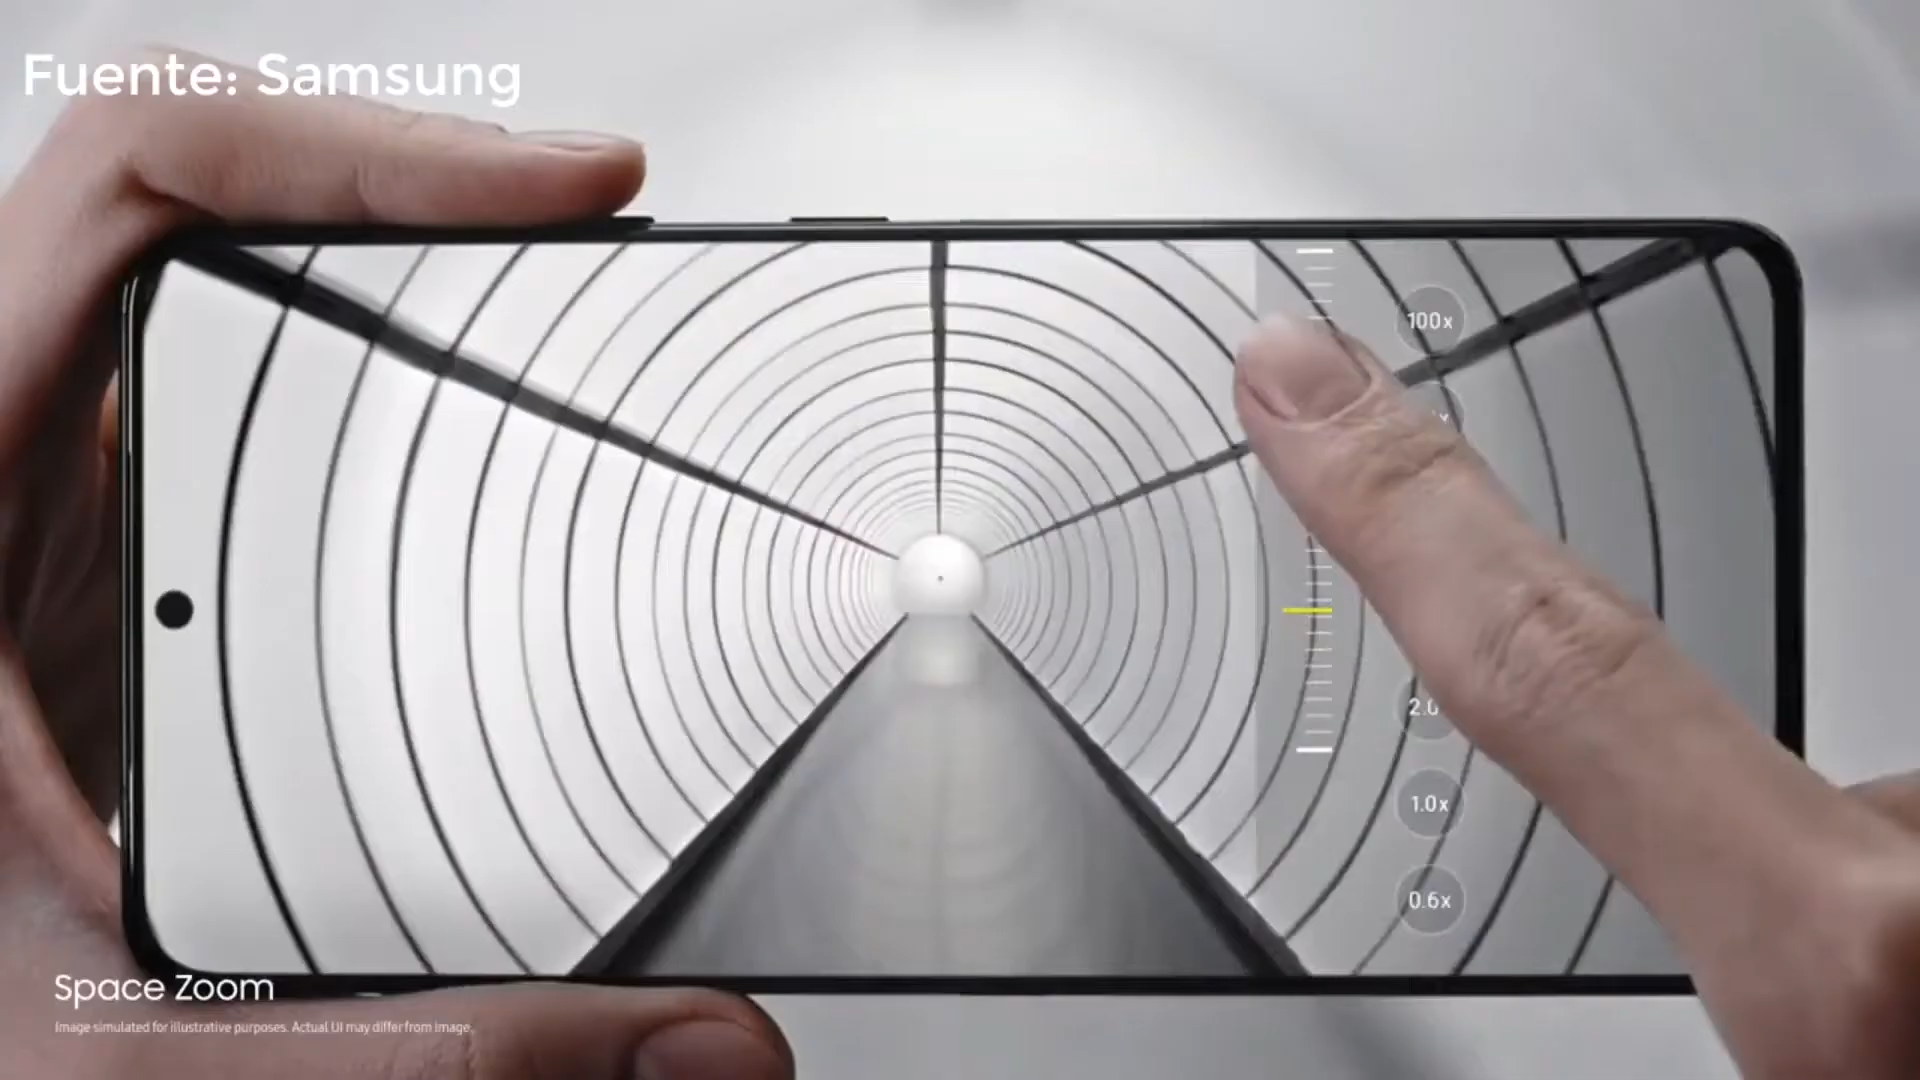 Fuente: Samsung
100x
1.0x
0.6x
Space Zoom
Image simulated for illustrative purposes. Actual UI may differ from image.